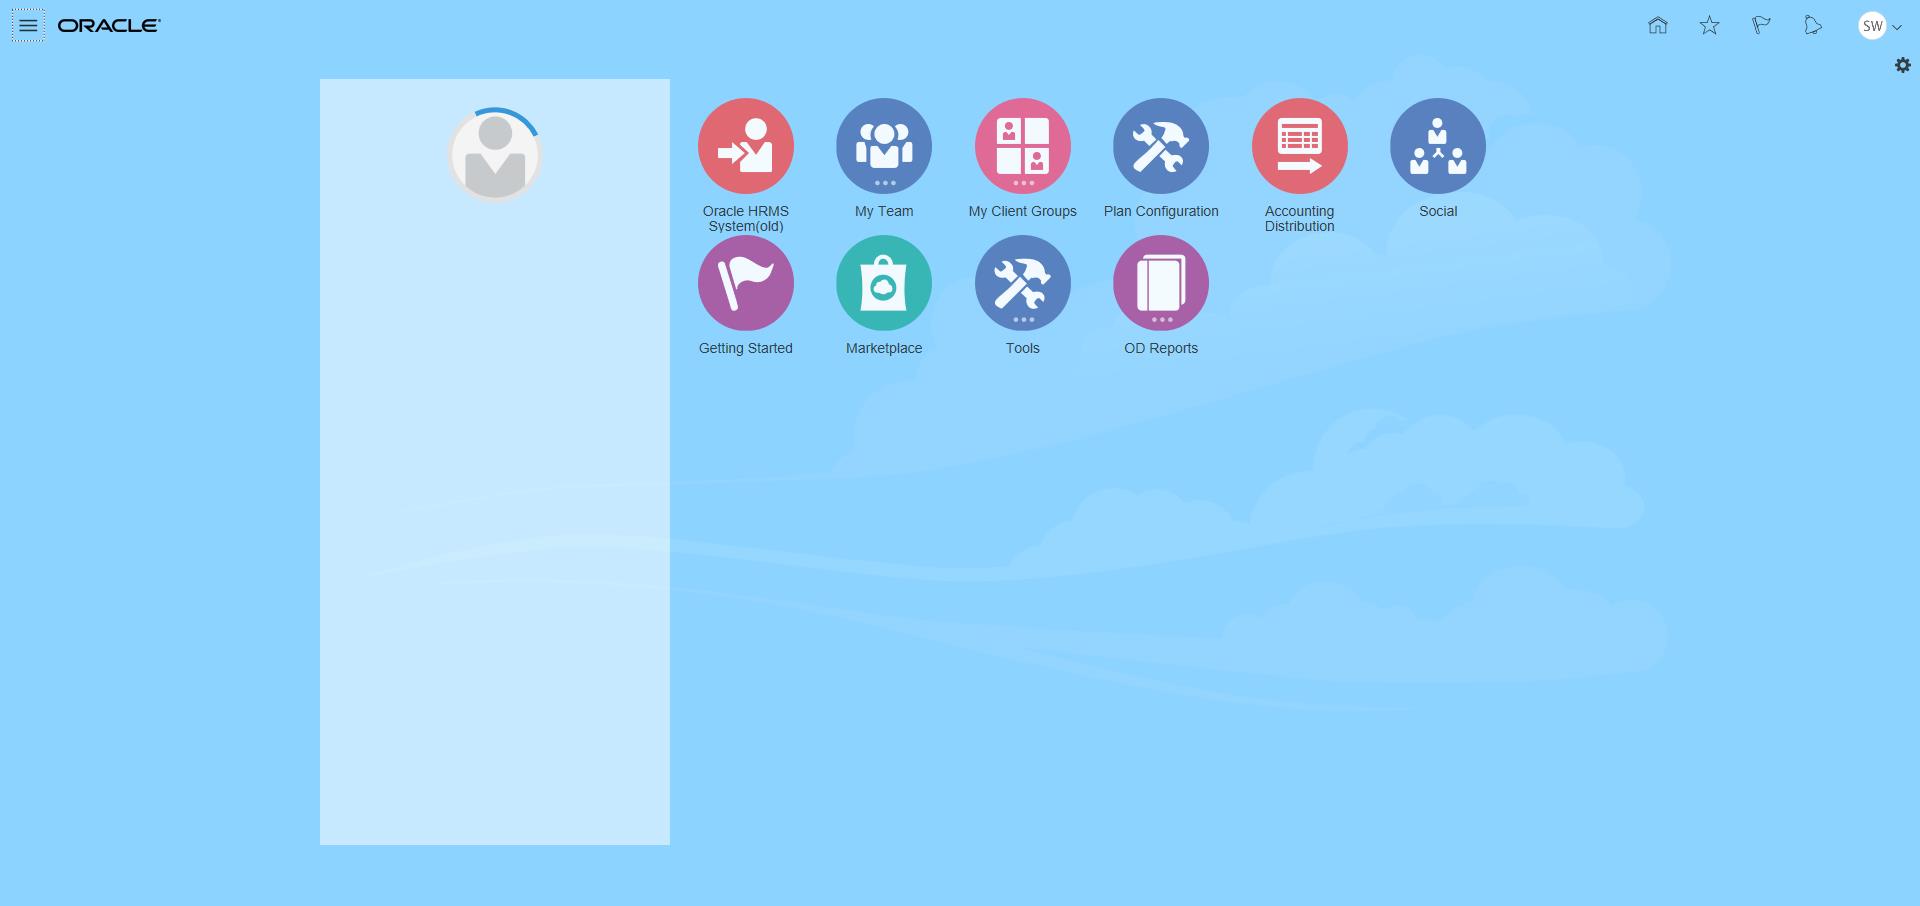 ORACLE
SW
Oracle HRMS
System(old)
My Team
My Client Groups
Plan Configuration
Accounting
Distribution
Social
Getting Started
Marketplace
Tools
OD Reports